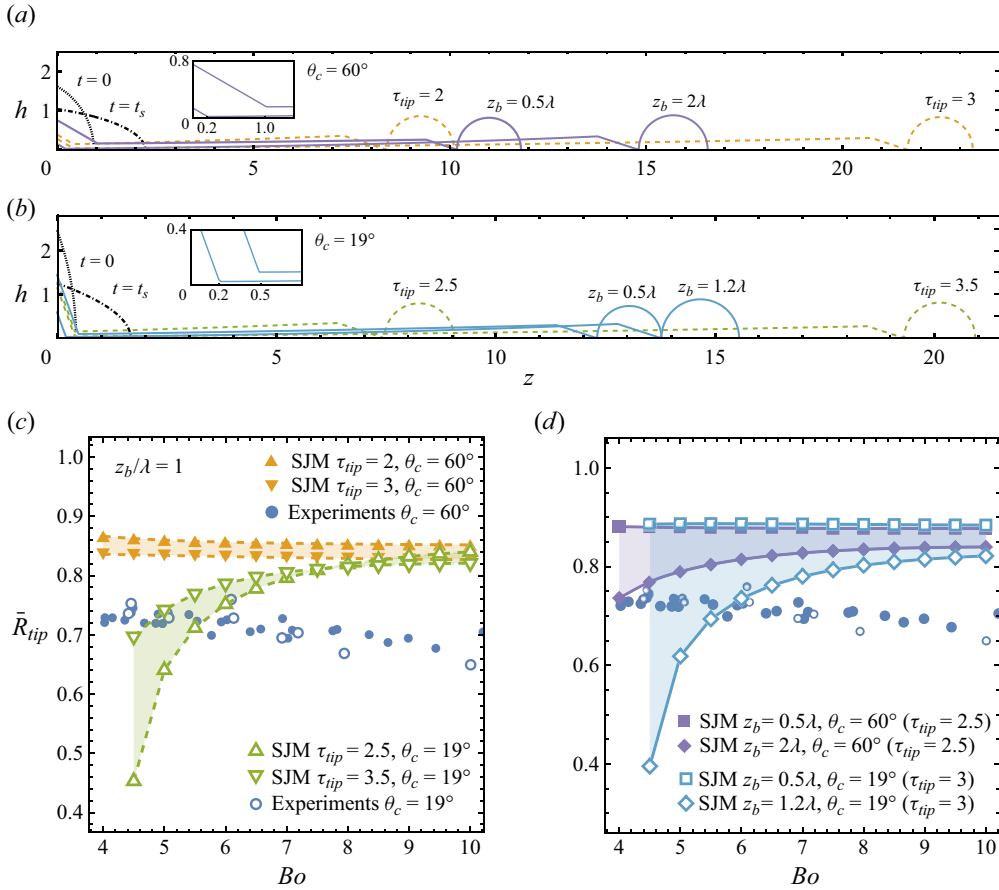 (a)
2
1
h
0
t = 0
t = t_s
0.8
0
0.2
1.0
θ_c = 60°
τ_tip = 2
z_b = 0.5λ
z_b = 2λ
τ_tip = 3
0 5 10 15 20
(b)
2
1
h
t = 0
t = t_s
0.4
0
0.2
0.5
θ_c = 19°
τ_tip = 2.5
z_b = 0.5λ
z_b = 1.2λ
τ_tip = 3.5
0 5 10 15 20
z
(c)
1.0
0.9
0.8
0.7
0.6
0.5
0.4
R̄_tip
z_b/λ = 1
SJM τ_tip = 2, θ_c = 60°
SJM τ_tip = 3, θ_c = 60°
Experiments θ_c = 60°
SJM τ_tip = 2.5, θ_c = 19°
SJM τ_tip = 3.5, θ_c = 19°
Experiments θ_c = 19°
4 5 6 7 8 9 10
Bo
(d)
1.0
0.8
0.6
0.4
SJM z_b = 0.5λ, θ_c = 60° (τ_tip = 2.5)
SJM z_b = 2λ, θ_c = 60° (τ_tip = 2.5)
SJM z_b = 0.5λ, θ_c = 19° (τ_tip = 3)
SJM z_b = 1.2λ, θ_c = 19° (τ_tip = 3)
4 5 6 7 8 9 10
Bo